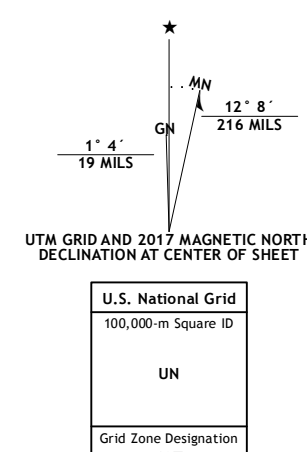 ★
MN
GN
12° 8´
216 MILS
1° 4´
19 MILS
UTM GRID AND 2017 MAGNETIC NORTH
DECLINATION AT CENTER OF SHEET
U.S. National Grid
100,000-m Square ID
UN
Grid Zone Designation